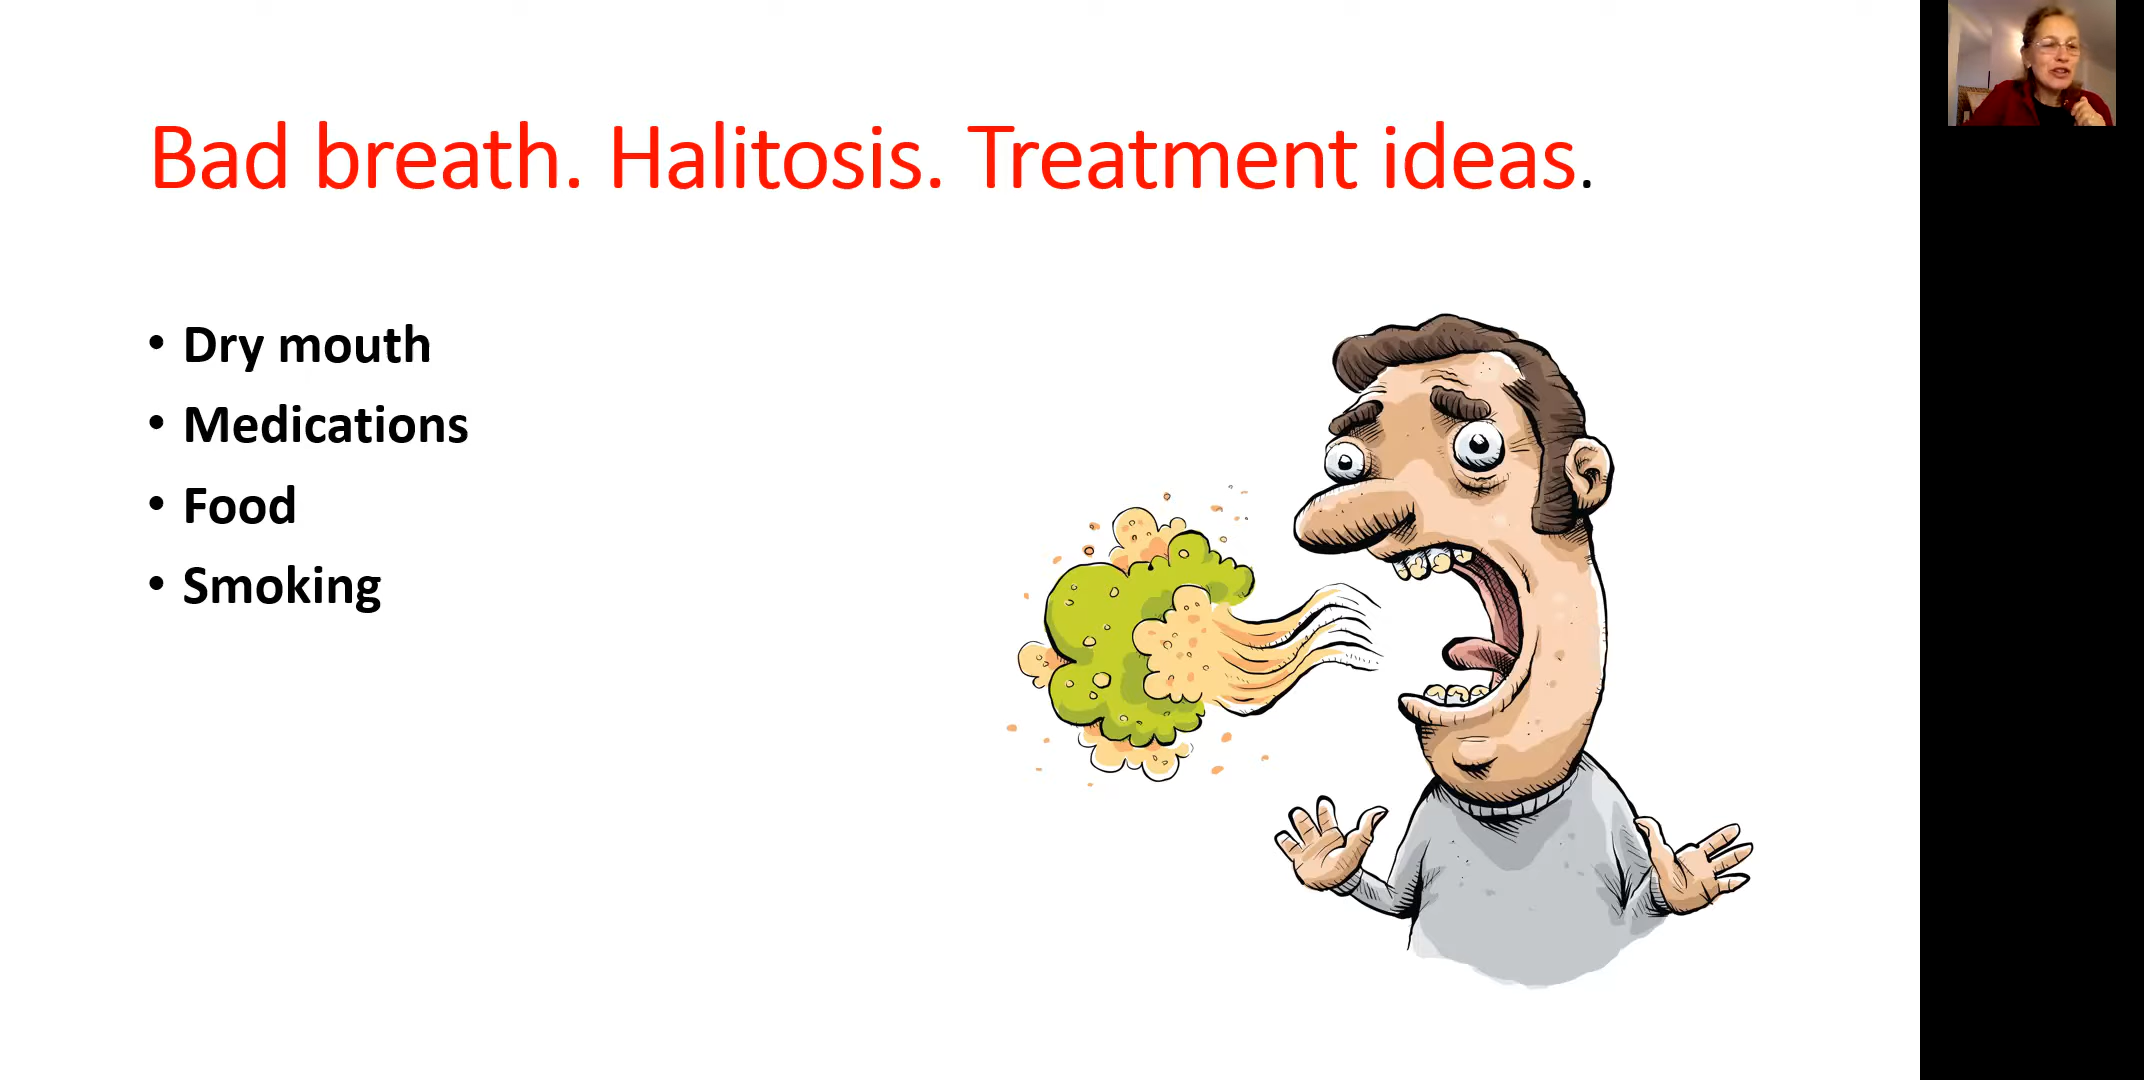 Bad breath. Halitosis. Treatment ideas.
• Dry mouth
• Medications
• Food
• Smoking